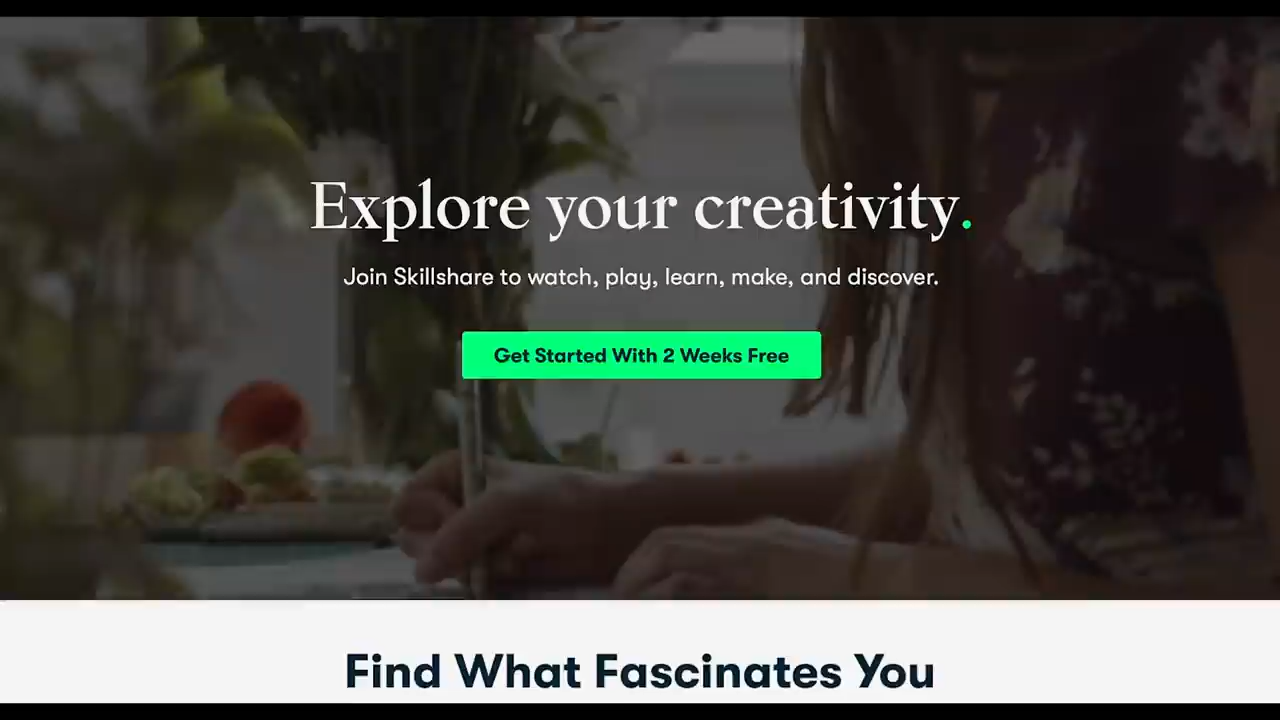 Explore your creativity.
Join Skillshare to watch, play, learn, make, and discover.
Get Started With 2 Weeks Free
Find What Fascinates You